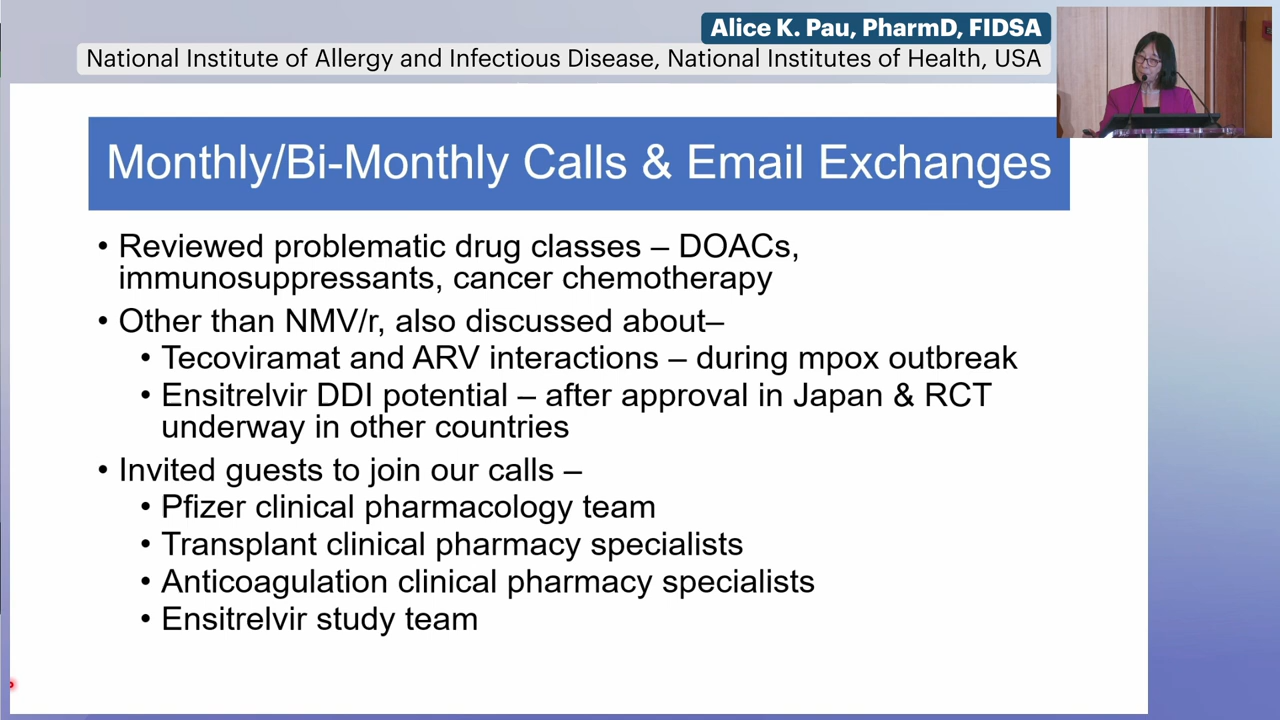 Alice K. Pau, PharmD, FIDSA
National Institute of Allergy and Infectious Disease, National Institutes of Health, USA
Monthly/Bi-Monthly Calls & Email Exchanges
• Reviewed problematic drug classes – DOACs,
immunosuppressants, cancer chemotherapy
• Other than NMV/r, also discussed about–
• Tecoviramat and ARV interactions – during mpox outbreak
• Ensitrelvir DDI potential – after approval in Japan & RCT
underway in other countries
• Invited guests to join our calls –
• Pfizer clinical pharmacology team
• Transplant clinical pharmacy specialists
• Anticoagulation clinical pharmacy specialists
• Ensitrelvir study team